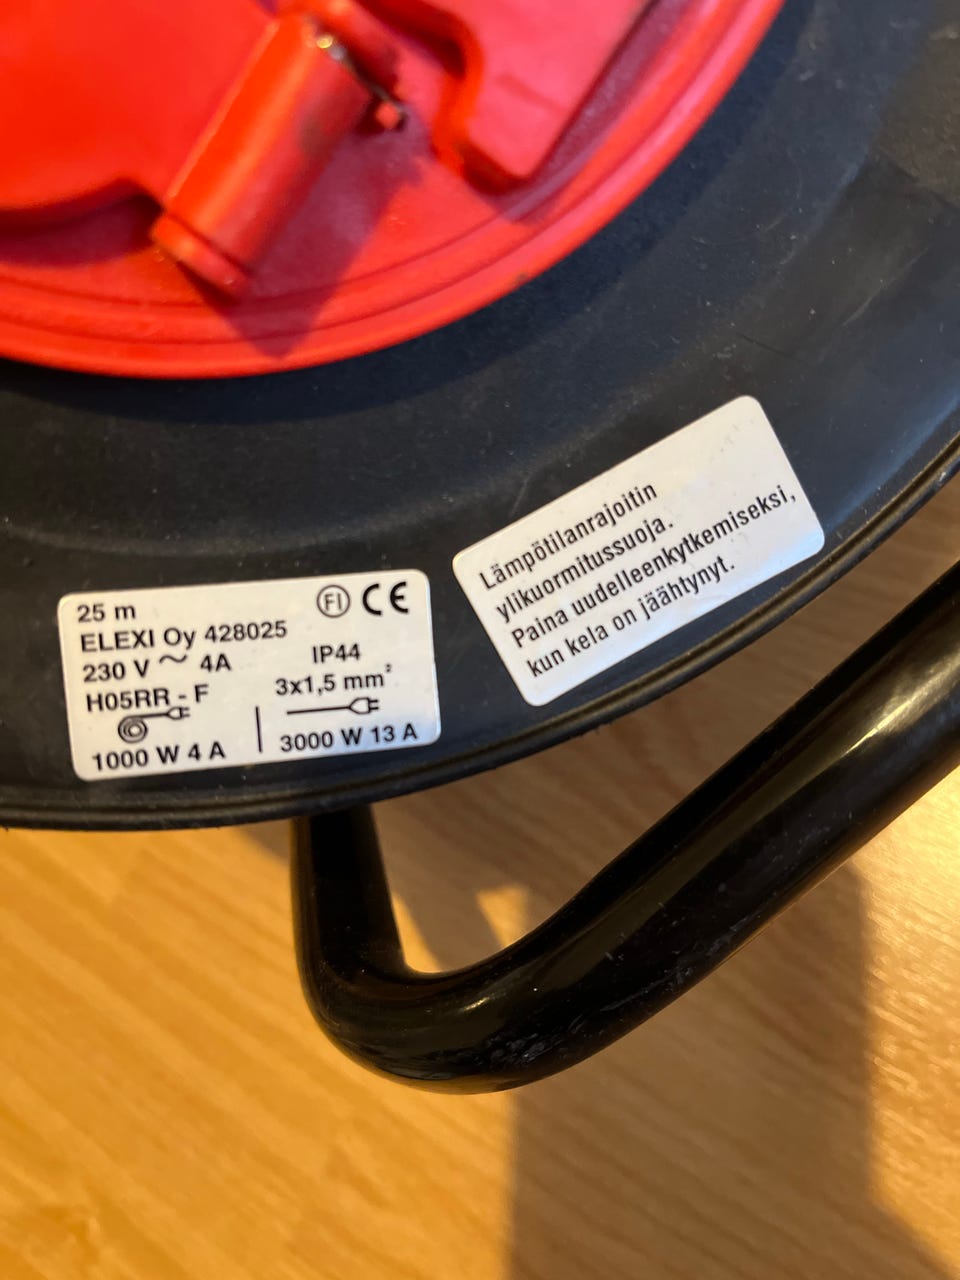 25 m FI CE
ELEXI Oy 428025
230 V ~ 4A IP44
H05RR - F 3x1,5 mm²
1000 W 4 A | 3000 W 13 A
Lämpötilanrajoitin
ylikuormitussuoja.
Paina uudelleenkytkemiseksi,
kun kela on jäähtynyt.